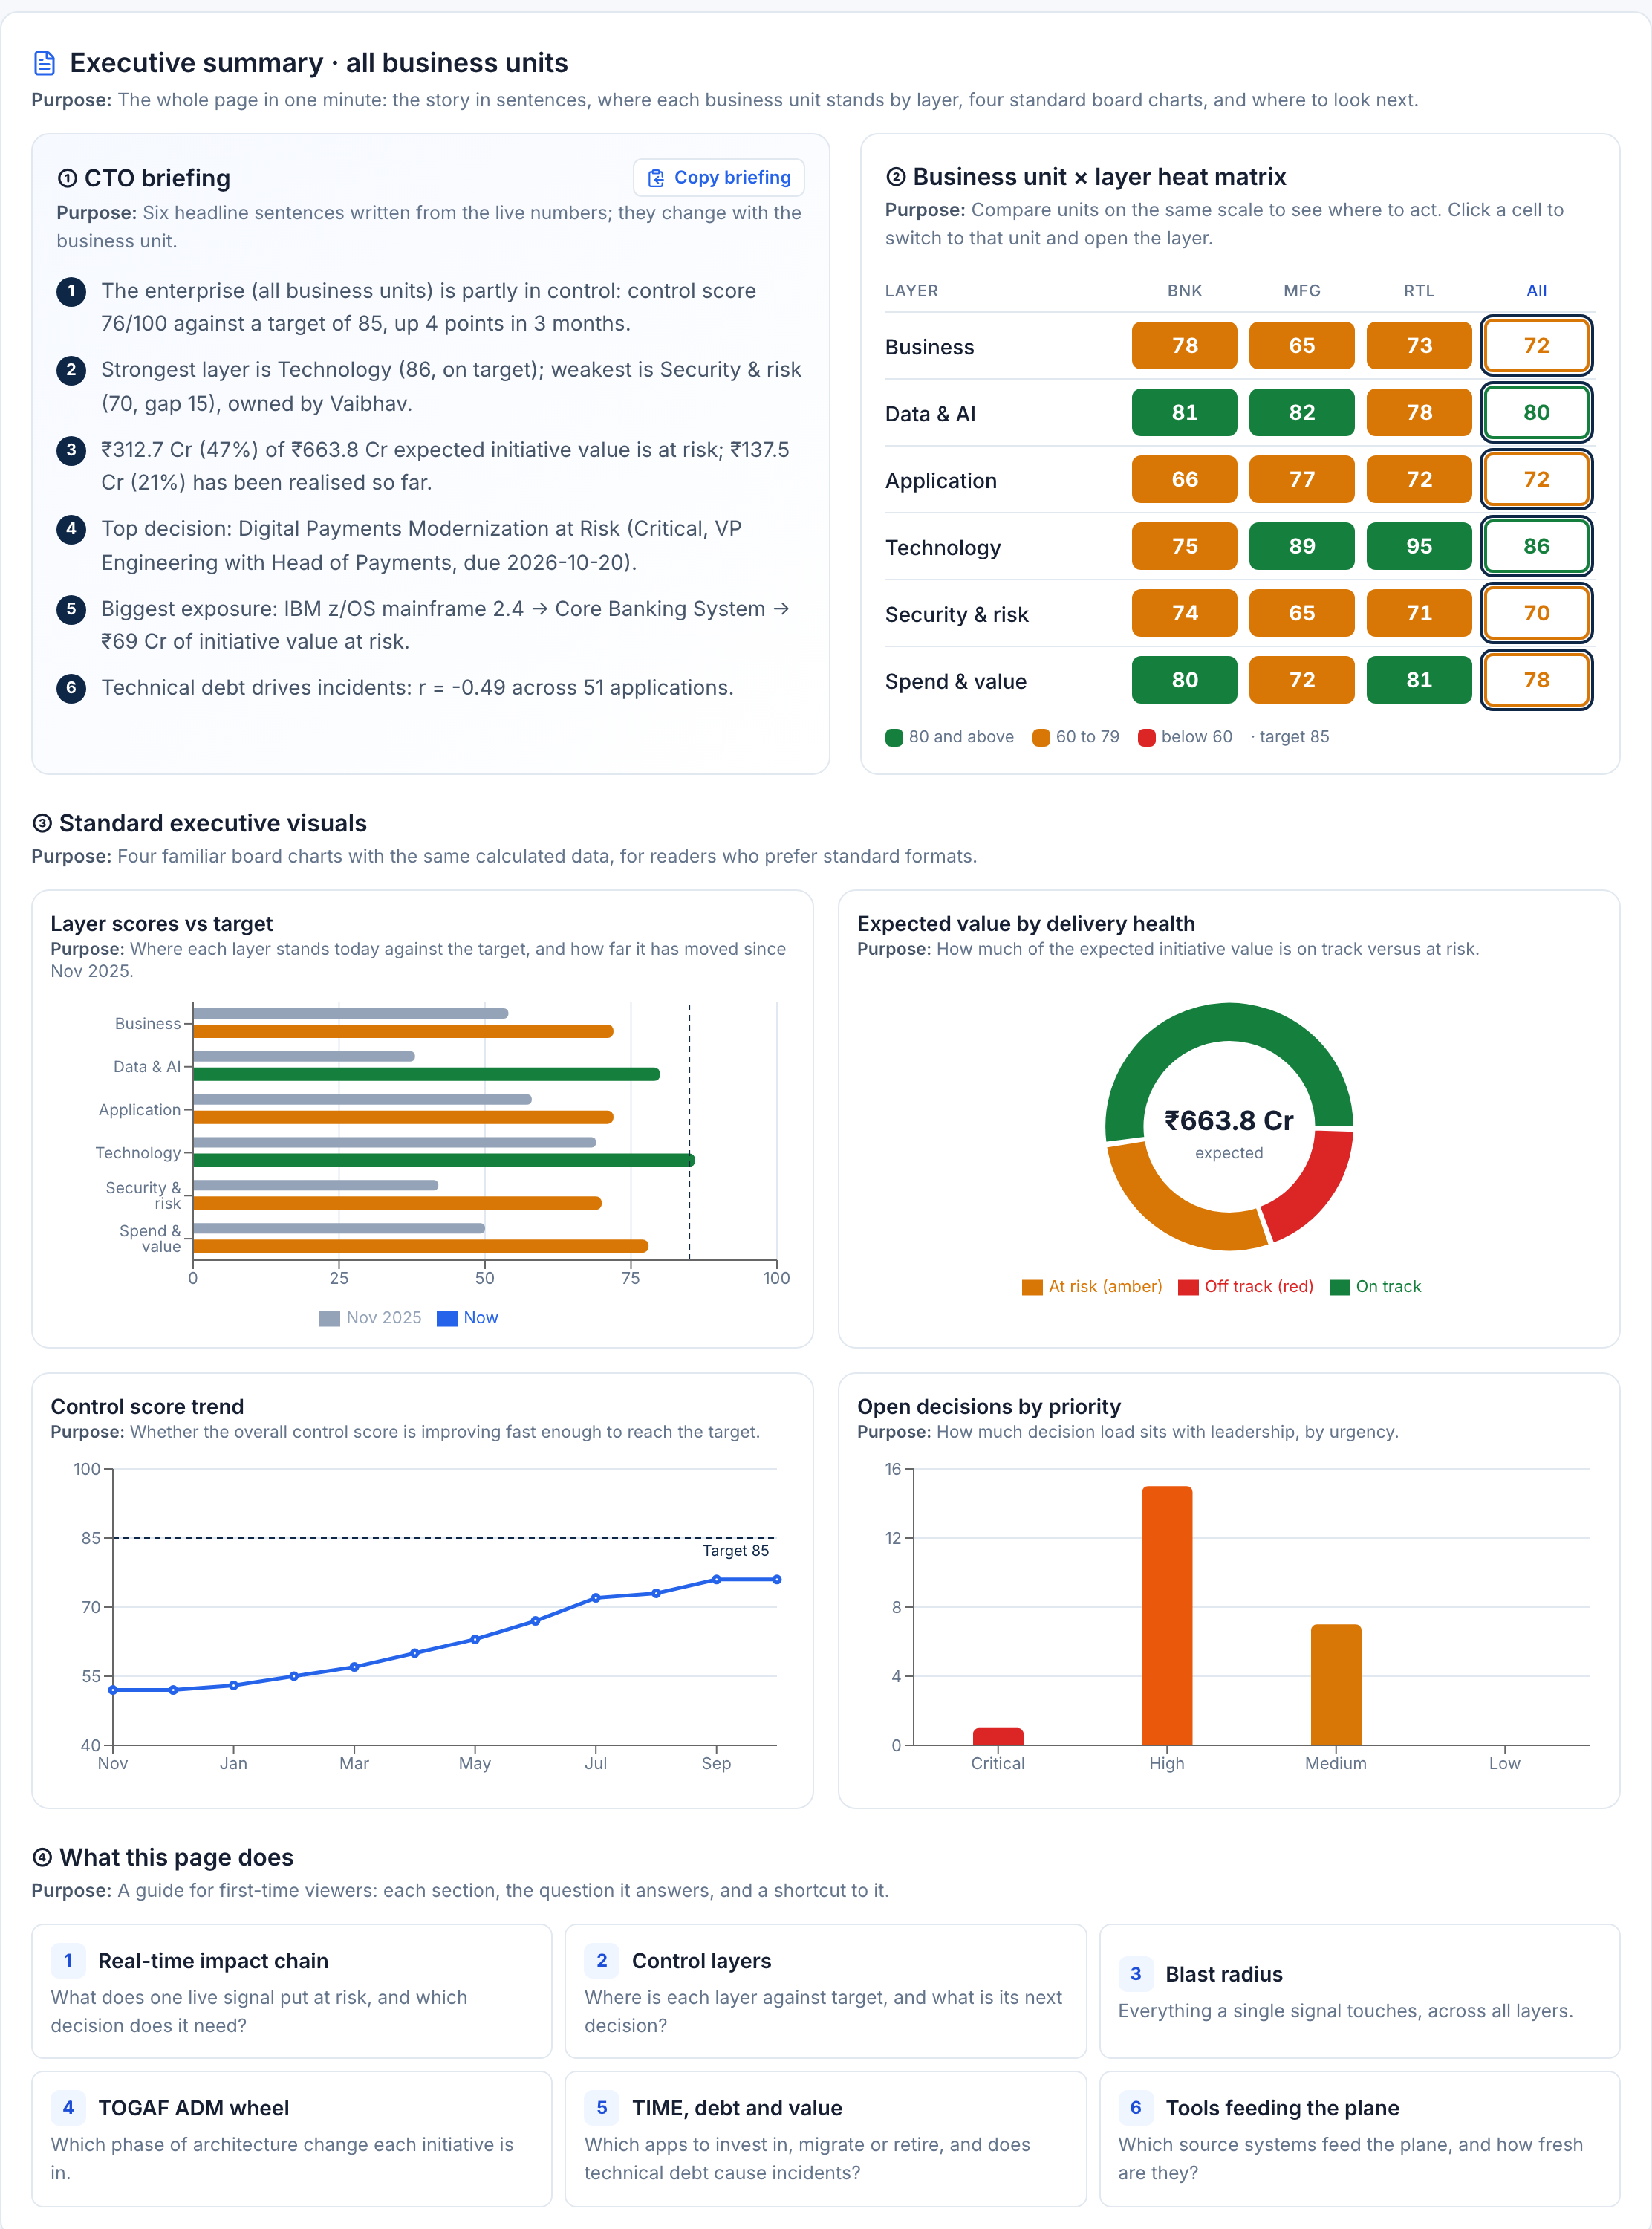 Executive summary · all business units
Purpose: The whole page in one minute: the story in sentences, where each business unit stands by layer, four standard board charts, and where to look next.
① CTO briefing
Copy briefing
Purpose: Six headline sentences written from the live numbers; they change with the
business unit.
1 The enterprise (all business units) is partly in control: control score
76/100 against a target of 85, up 4 points in 3 months.
2 Strongest layer is Technology (86, on target); weakest is Security & risk
(70, gap 15), owned by Vaibhav.
3 ₹312.7 Cr (47%) of ₹663.8 Cr expected initiative value is at risk; ₹137.5
Cr (21%) has been realised so far.
4 Top decision: Digital Payments Modernization at Risk (Critical, VP
Engineering with Head of Payments, due 2026-10-20).
5 Biggest exposure: IBM z/OS mainframe 2.4 → Core Banking System →
₹69 Cr of initiative value at risk.
6 Technical debt drives incidents: r = -0.49 across 51 applications.
② Business unit × layer heat matrix
Purpose: Compare units on the same scale to see where to act. Click a cell to
switch to that unit and open the layer.
LAYER BNK MFG RTL All
Business 78 65 73 72
Data & AI 81 82 78 80
Application 66 77 72 72
Technology 75 89 95 86
Security & risk 74 65 71 70
Spend & value 80 72 81 78
80 and above 60 to 79 below 60 · target 85
③ Standard executive visuals
Purpose: Four familiar board charts with the same calculated data, for readers who prefer standard formats.
Layer scores vs target
Purpose: Where each layer stands today against the target, and how far it has moved since
Nov 2025.
Business
Data & AI
Application
Technology
Security &
risk
Spend &
value
0 25 50 75 100
Nov 2025 Now
Expected value by delivery health
Purpose: How much of the expected initiative value is on track versus at risk.
₹663.8 Cr
expected
At risk (amber) Off track (red) On track
Control score trend
Purpose: Whether the overall control score is improving fast enough to reach the target.
100
85
Target 85
70
55
40
Nov Jan Mar May Jul Sep
Open decisions by priority
Purpose: How much decision load sits with leadership, by urgency.
16
12
8
4
0
Critical High Medium Low
④ What this page does
Purpose: A guide for first-time viewers: each section, the question it answers, and a shortcut to it.
1 Real-time impact chain
What does one live signal put at risk, and which
decision does it need?
2 Control layers
Where is each layer against target, and what is its next
decision?
3 Blast radius
Everything a single signal touches, across all layers.
4 TOGAF ADM wheel
Which phase of architecture change each initiative is
in.
5 TIME, debt and value
Which apps to invest in, migrate or retire, and does
technical debt cause incidents?
6 Tools feeding the plane
Which source systems feed the plane, and how fresh
are they?